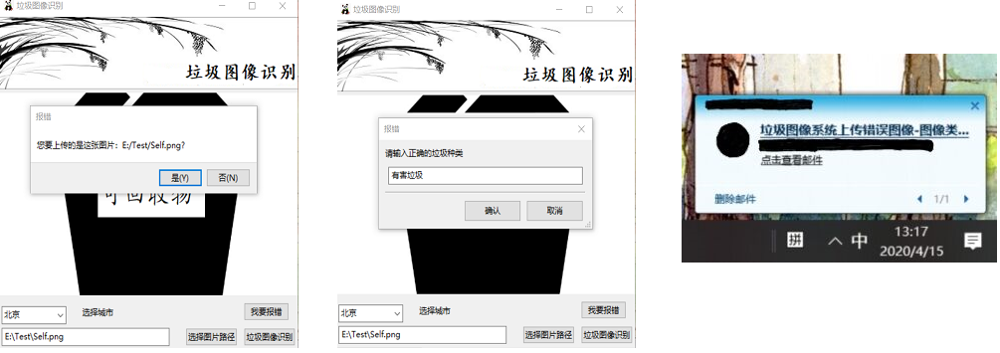 垃圾图像识别
垃圾图像识别
报错
您要上传的是这张图片：E:/Test/Self.png?
是(Y)
否(N)
可回收物
北京
选择城市
我要报错
E:\Test\Self.png
选择图片路径
垃圾图像识别
垃圾图像识别
垃圾图像识别
报错
请输入正确的垃圾种类
有害垃圾
确认
取消
北京
选择城市
我要报错
E:\Test\Self.png
选择图片路径
垃圾图像识别
垃圾图像系统上传错误图像-图像类...
点击查看邮件
删除邮件
1/1
拼
中
13:17
2020/4/15